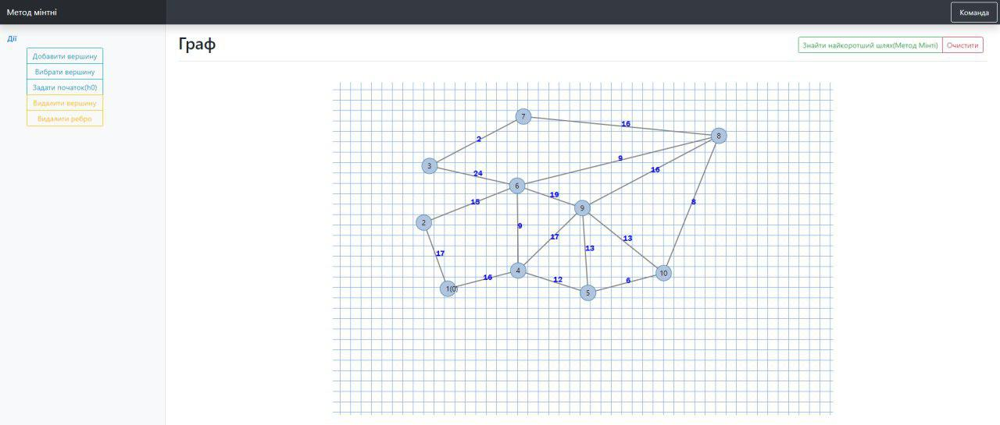 Метод мінтні
Команда
Дії
Добавити вершину
Вибрати вершину
Задати початок(h0)
Видалити вершину
Видалити ребро
Граф
Знайти найкоротший шлях(Метод Мінті)
Очистити
7
16
8
2
9
3
24
16
6
19
15
9
8
2
9
17
13
17
13
4
10
16
12
6
1(0)
5